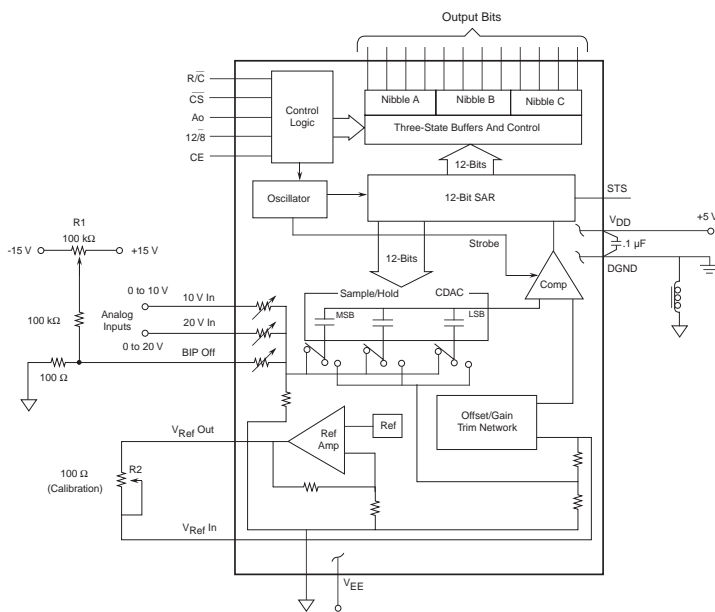 Output Bits
R/C̅
C̅S̅
Ao
12/8̅
CE
Control
Logic
Nibble A
Nibble B
Nibble C
Three-State Buffers And Control
12-Bits
Oscillator
12-Bit SAR
STS
VDD
+5 V
.1 µF
DGND
R1
100 kΩ
-15 V
+15 V
12-Bits
Strobe
Comp
Sample/Hold
CDAC
MSB
LSB
0 to 10 V
10 V In
Analog
Inputs
20 V In
0 to 20 V
100 kΩ
BIP Off
100 Ω
VRef Out
Ref
Amp
Ref
Offset/Gain
Trim Network
100 Ω
(Calibration)
R2
VRef In
VEE